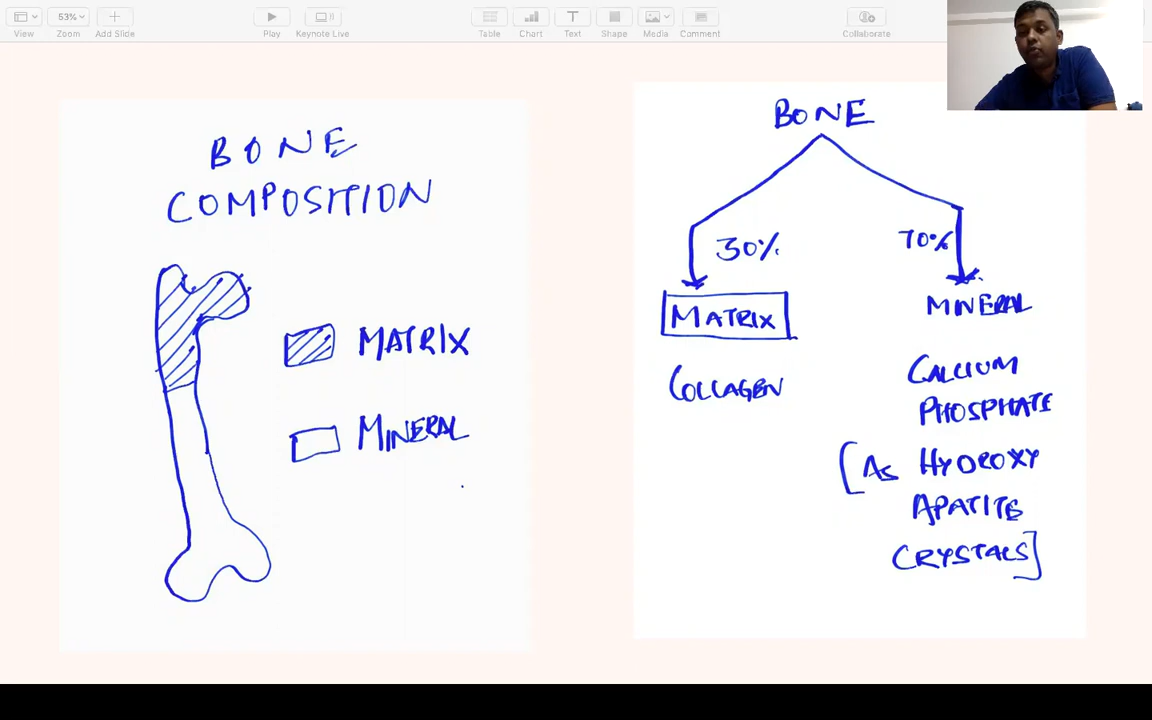 53%
View
Zoom
Add Slide
Play
Keynote Live
Table
Chart
Text
Shape
Media
Comment
Collaborate
BONE
COMPOSITION
MATRIX
MINERAL
BONE
30%
70%
MATRIX
MINERAL
COLLAGEN
CALCIUM
PHOSPHATE
[AS HYDROXY
APATITE
CRYSTALS]